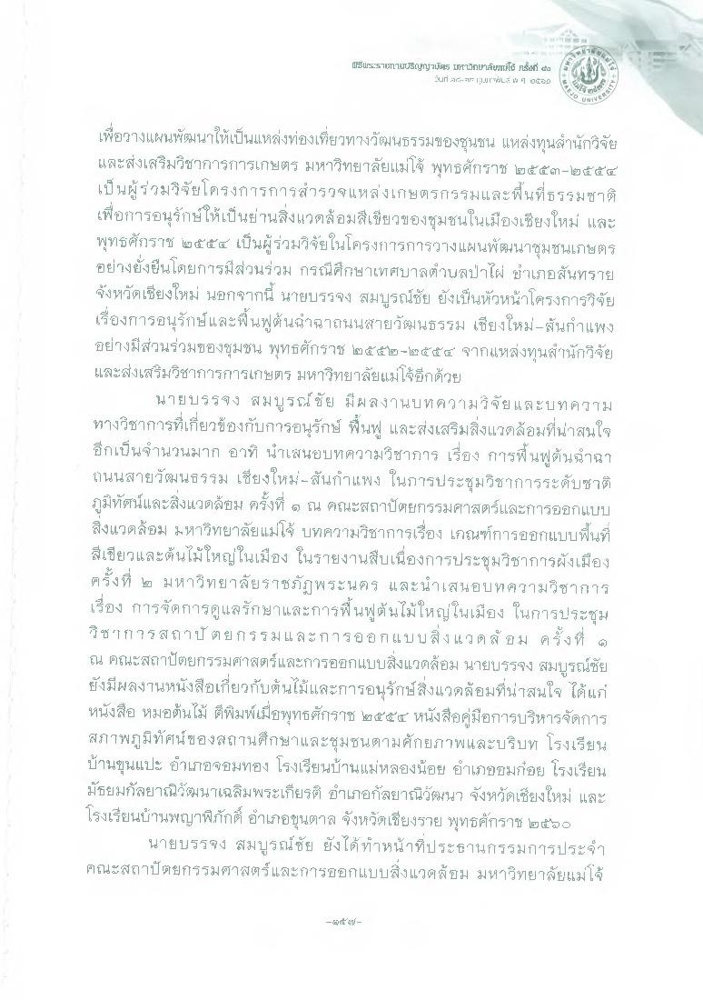 พิธีพระราชทานปริญญาบัตร มหาวิทยาลัยแม่โจ้ ครั้งที่ ๔๑
มหาวิทยาลัยแม่โจ้
MAEJO UNIVERSITY
เพื่อวางแผนพัฒนาให้เป็นแหล่งท่องเที่ยวทางวัฒนธรรมของชุมชน แหล่งทุนสำนักวิจัย
และส่งเสริมวิชาการการเกษตร มหาวิทยาลัยแม่โจ้ พุทธศักราช ๒๕๕๓-๒๕๕๔
เป็นผู้ร่วมวิจัยโครงการการสำรวจแหล่งเกษตรกรรมและพื้นที่ธรรมชาติ
เพื่อการอนุรักษ์ให้เป็นย่านสิ่งแวดล้อมสีเขียวของชุมชนในเมืองเชียงใหม่ และ
พุทธศักราช ๒๕๕๔ เป็นผู้ร่วมวิจัยในโครงการการวางแผนพัฒนาชุมชนเกษตร
อย่างยั่งยืนโดยการมีส่วนร่วม กรณีศึกษาเทศบาลตำบลป่าไผ่ อำเภอสันทราย
จังหวัดเชียงใหม่ นอกจากนี้ นายบรรจง สมบูรณ์ชัย ยังเป็นหัวหน้าโครงการวิจัย
เรื่องการอนุรักษ์และฟื้นฟูต้นฉำฉาถนนสายวัฒนธรรม เชียงใหม่-สันกำแพง
อย่างมีส่วนร่วมของชุมชน พุทธศักราช ๒๕๕๒-๒๕๕๔ จากแหล่งทุนสำนักวิจัย
และส่งเสริมวิชาการการเกษตร มหาวิทยาลัยแม่โจ้อีกด้วย
นายบรรจง สมบูรณ์ชัย มีผลงานบทความวิจัยและบทความ
ทางวิชาการที่เกี่ยวข้องกับการอนุรักษ์ ฟื้นฟู และส่งเสริมสิ่งแวดล้อมที่น่าสนใจ
อีกเป็นจำนวนมาก อาทิ นำเสนอบทความวิชาการ เรื่อง การฟื้นฟูต้นฉำฉา
ถนนสายวัฒนธรรม เชียงใหม่-สันกำแพง ในการประชุมวิชาการระดับชาติ
ภูมิทัศน์และสิ่งแวดล้อม ครั้งที่ ๑ ณ คณะสถาปัตยกรรมศาสตร์และการออกแบบ
สิ่งแวดล้อม มหาวิทยาลัยแม่โจ้ บทความวิชาการเรื่อง เกณฑ์การออกแบบพื้นที่
สีเขียวและต้นไม้ใหญ่ในเมือง ในรายงานสืบเนื่องการประชุมวิชาการผังเมือง
ครั้งที่ ๒ มหาวิทยาลัยราชภัฏพระนคร และนำเสนอบทความวิชาการ
เรื่อง การจัดการดูแลรักษาและการฟื้นฟูต้นไม้ใหญ่ในเมือง ในการประชุม
วิชาการสถาปัตยกรรมและการออกแบบสิ่งแวดล้อม ครั้งที่ ๑
ณ คณะสถาปัตยกรรมศาสตร์และการออกแบบสิ่งแวดล้อม นายบรรจง สมบูรณ์ชัย
ยังมีผลงานหนังสือเกี่ยวกับต้นไม้และการอนุรักษ์สิ่งแวดล้อมที่น่าสนใจ ได้แก่
หนังสือ หมอต้นไม้ ตีพิมพ์เมื่อพุทธศักราช ๒๕๕๔ หนังสือคู่มือการบริหารจัดการ
สภาพภูมิทัศน์ของสถานศึกษาและชุมชนตามศักยภาพและบริบท โรงเรียน
บ้านขุนแปะ อำเภอจอมทอง โรงเรียนบ้านแม่หลองน้อย อำเภออมก๋อย โรงเรียน
มัธยมกัลยาณิวัฒนาเฉลิมพระเกียรติ อำเภอกัลยาณิวัฒนา จังหวัดเชียงใหม่ และ
โรงเรียนบ้านพญาพิภักดิ์ อำเภอขุนตาล จังหวัดเชียงราย พุทธศักราช ๒๕๖๐
นายบรรจง สมบูรณ์ชัย ยังได้ทำหน้าที่ประธานกรรมการประจำ
คณะสถาปัตยกรรมศาสตร์และการออกแบบสิ่งแวดล้อม มหาวิทยาลัยแม่โจ้
-๑๕๗-